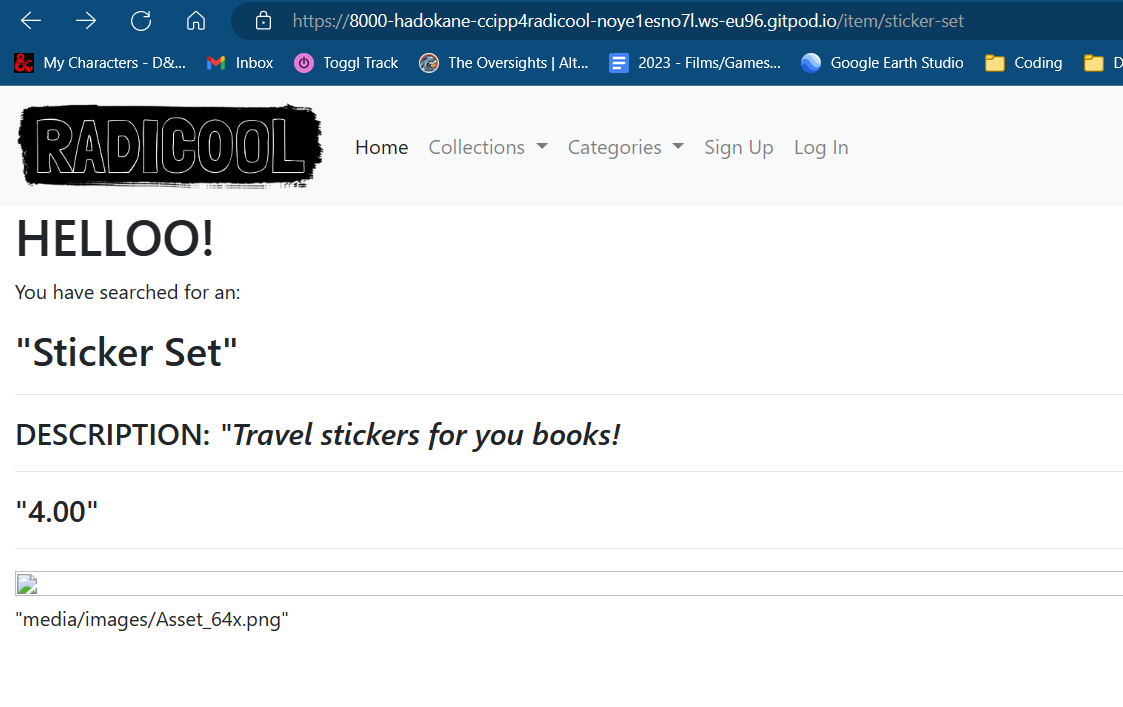 https://8000-hadokane-ccipp4radicool-noye1esno7l.ws-eu96.gitpod.io/item/sticker-set
My Characters - D&... Inbox Toggl Track The Oversights | Alt... 2023 - Films/Games... Google Earth Studio Coding D
RADICOOL Home Collections Categories Sign Up Log In
HELLOO!
You have searched for an:
"Sticker Set"
DESCRIPTION: "Travel stickers for you books!
"4.00"
"media/images/Asset_64x.png"